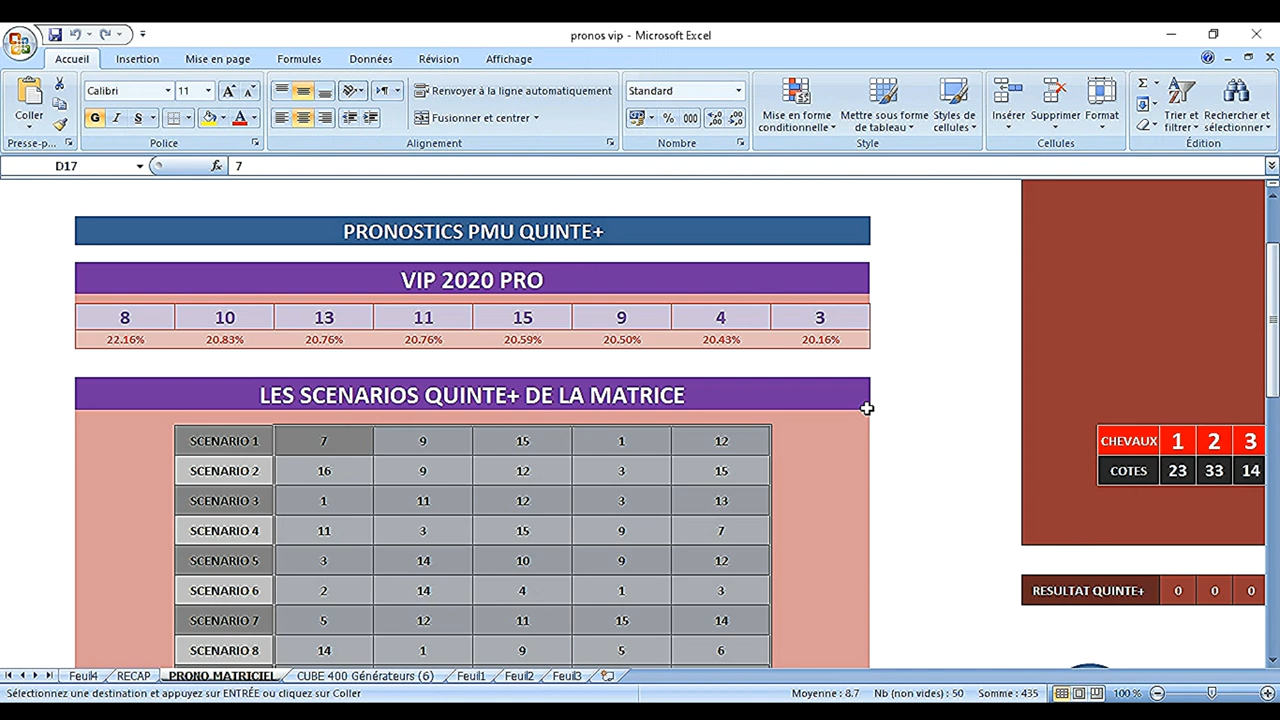 pronos vip - Microsoft Excel
Accueil Insertion Mise en page Formules Données Révision Affichage
Coller
Calibri 11
Renvoyer à la ligne automatiquement
Standard
G I S
Fusionner et centrer
% 000
Mise en forme conditionnelle
Mettre sous forme de tableau
Styles de cellules
Insérer Supprimer Format
Trier et filtrer
Rechercher et sélectionner
Presse-p... Police Alignement Nombre Style Cellules Édition
D17 fx 7
PRONOSTICS PMU QUINTE+
VIP 2020 PRO
8 10 13 11 15 9 4 3
22.16% 20.83% 20.76% 20.76% 20.59% 20.50% 20.43% 20.16%
LES SCENARIOS QUINTE+ DE LA MATRICE
SCENARIO 1 7 9 15 1 12
SCENARIO 2 16 9 12 3 15
SCENARIO 3 1 11 12 3 13
SCENARIO 4 11 3 15 9 7
SCENARIO 5 3 14 10 9 12
SCENARIO 6 2 14 4 1 3
SCENARIO 7 5 12 11 15 14
SCENARIO 8 14 1 9 5 6
CHEVAUX 1 2 3
COTES 23 33 14
RESULTAT QUINTE+ 0 0 0
Feuil4 RECAP PRONO MATRICIEL CUBE 400 Générateurs (6) Feuil1 Feuil2 Feuil3
Sélectionnez une destination et appuyez sur ENTRÉE ou cliquez sur Coller
Moyenne : 8.7 Nb (non vides) : 50 Somme : 435 100 %